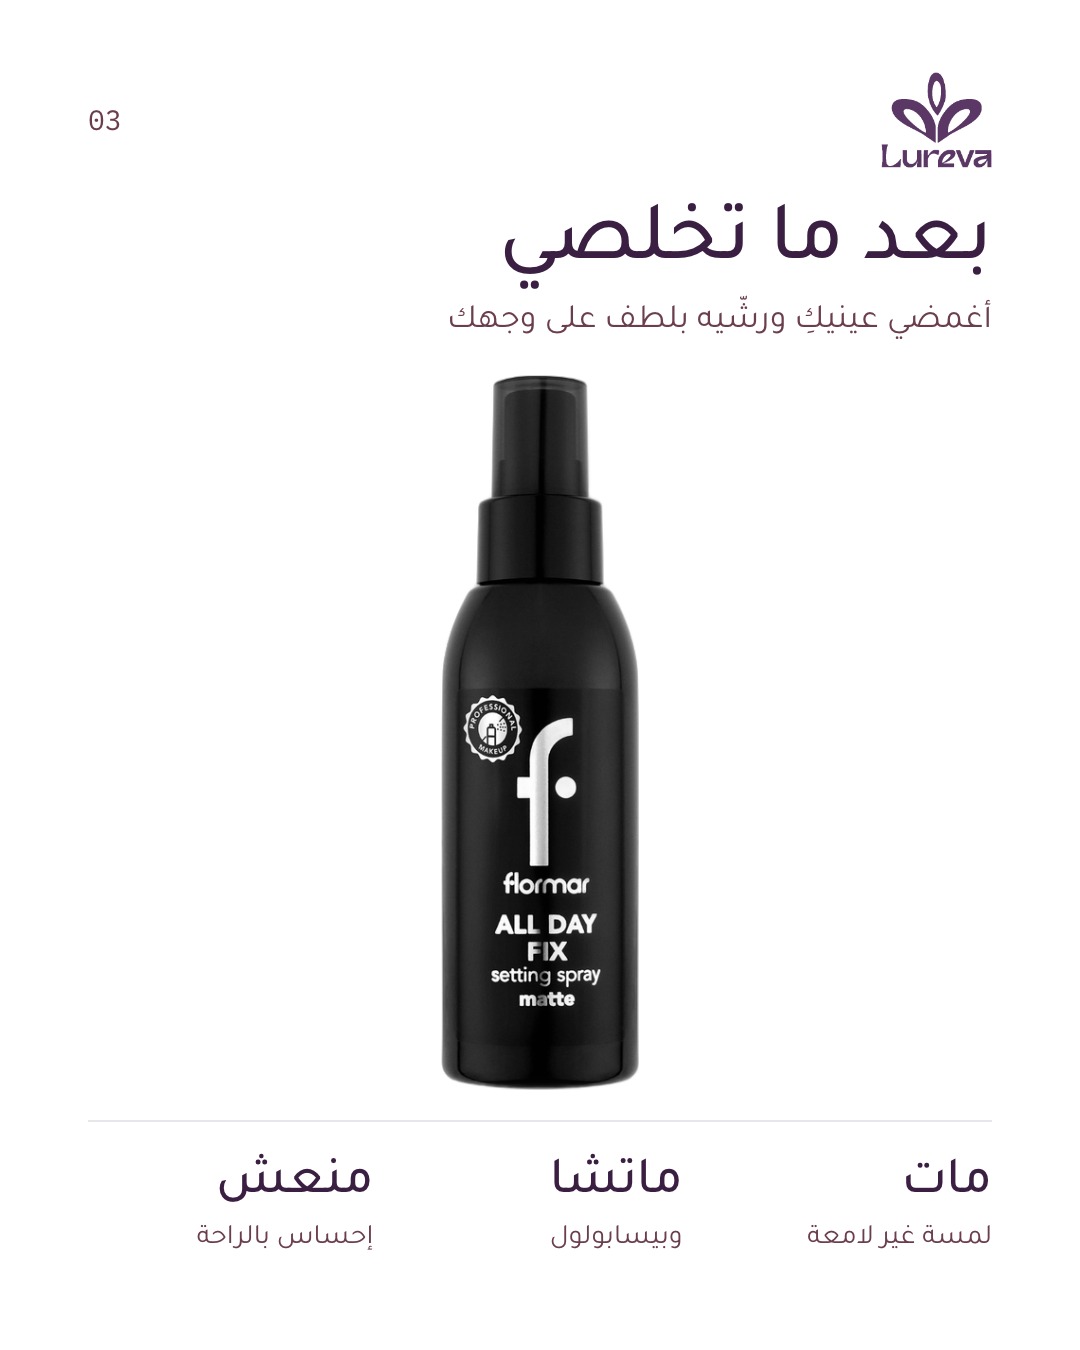 03
Lureva
بعد ما تخلصي
أغمضي عينيكِ ورشّيه بلطف على وجهك
PROFESSIONAL
MAKEUP
flormar
ALL DAY
FIX
setting spray
matte
مات
لمسة غير لامعة
ماتشا
وبيسابولول
منعش
إحساس بالراحة